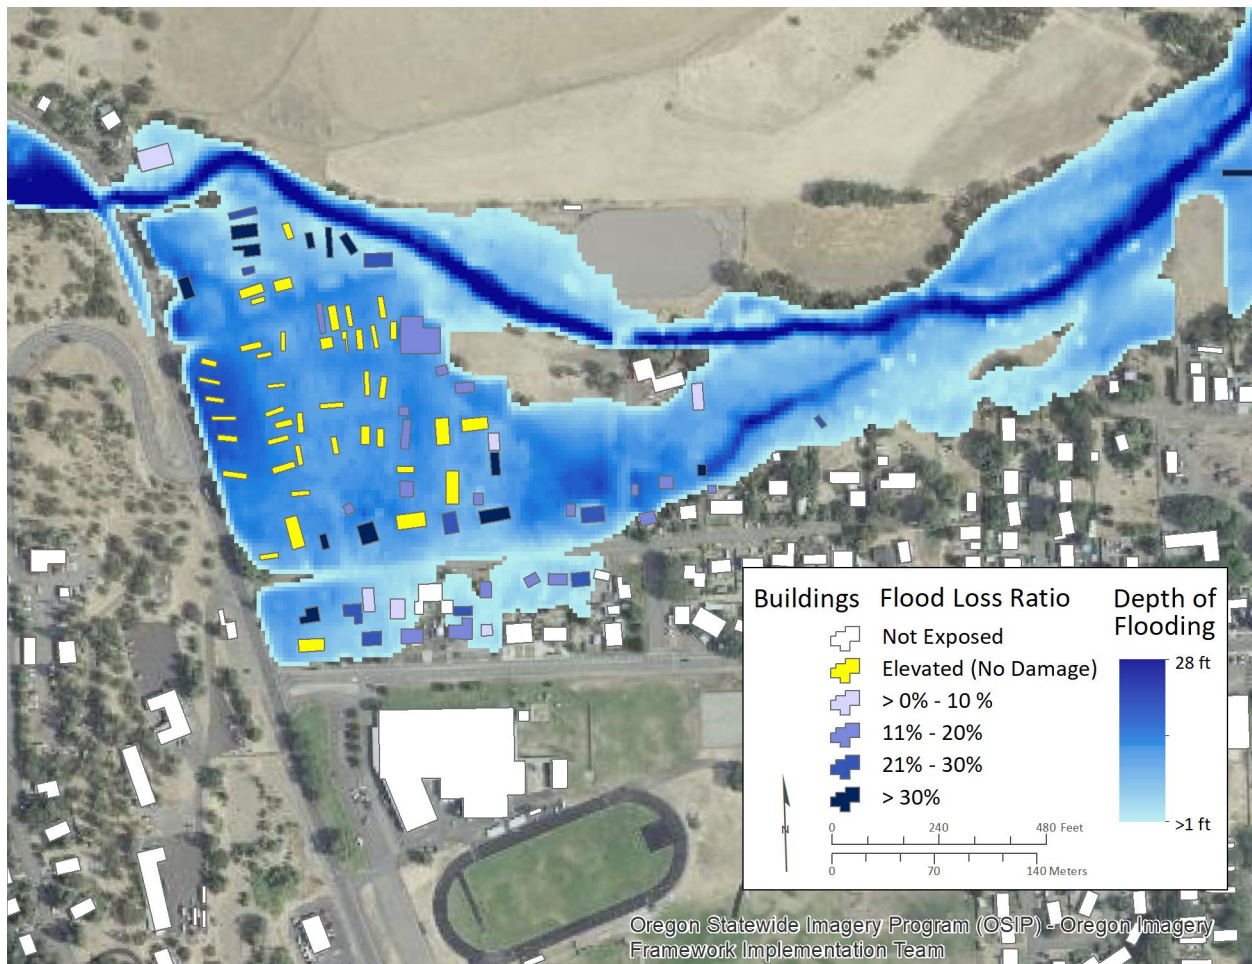 Buildings Flood Loss Ratio
Depth of
Flooding
Not Exposed
Elevated (No Damage)
> 0% - 10 %
11% - 20%
21% - 30%
> 30%
28 ft
>1 ft
N
0 240 480 Feet
0 70 140 Meters
Oregon Statewide Imagery Program (OSIP) - Oregon Imagery
Framework Implementation Team